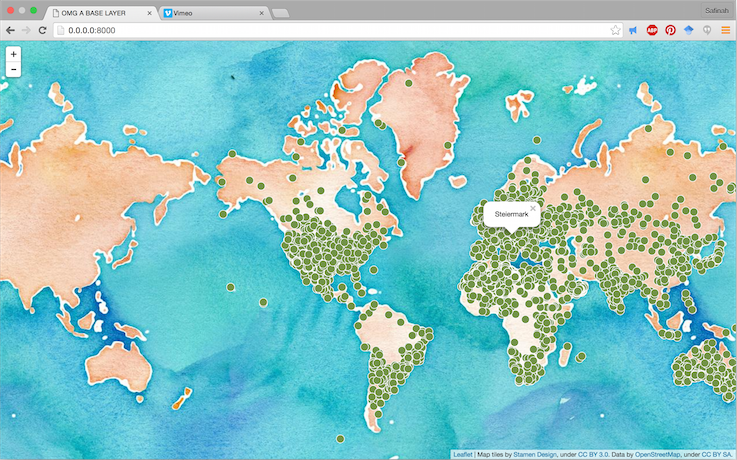 OMG A BASE LAYER
Vimeo
Safinah
0.0.0.0:8000
ABP
+
-
Steiermark
Leaflet | Map tiles by Stamen Design, under CC BY 3.0. Data by OpenStreetMap, under CC BY SA.